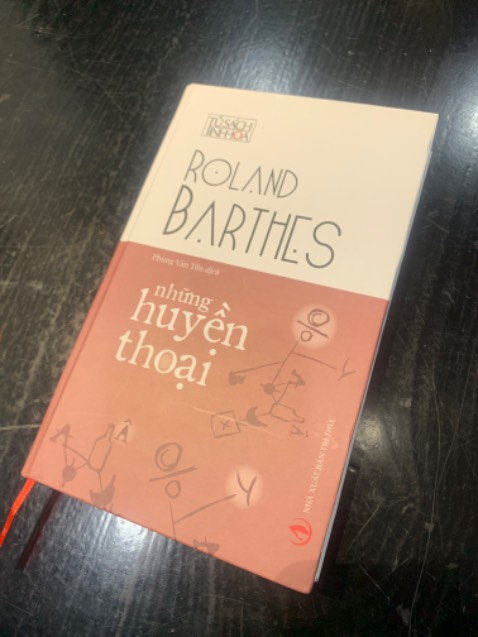 TỦ SÁCH
TINH HOA
ROLAND
BARTHES
Phùng Văn Tửu dịch
những
huyền
thoại
%
Y
Â
%
Y
NHÀ XUẤT BẢN TRI THỨC